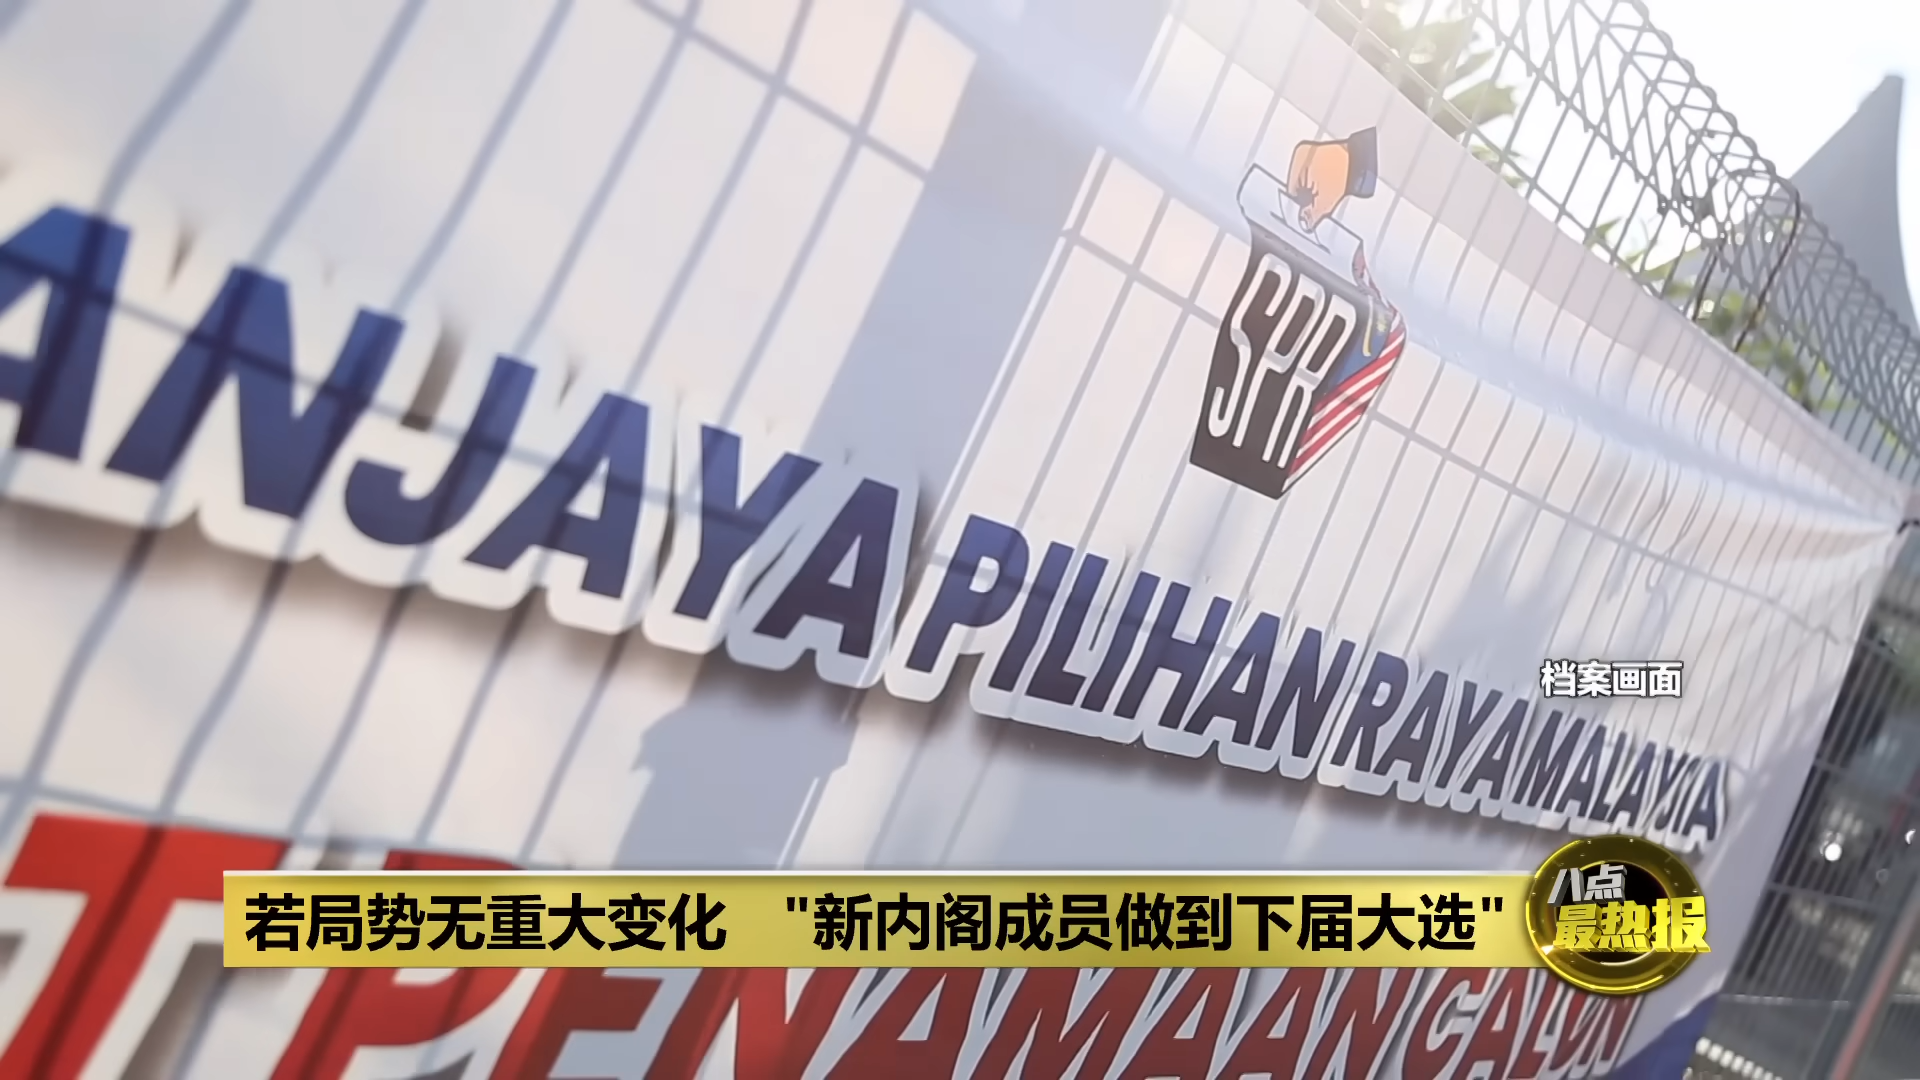 SPR
ANJAYA PILIHAN RAYA MALAYSIA
档案画面
若局势无重大变化 "新内阁成员做到下届大选"
八点
最热报
T PENAMAAN CALON